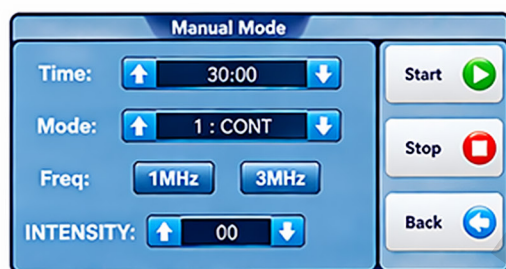 Manual Mode
Time: 30:00
Start
Mode: 1 : CONT
Stop
Freq: 1MHz 3MHz
Back
INTENSITY: 00